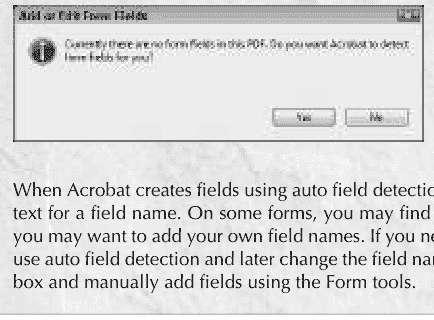 Add or Edit Form Fields
Currently there are no form fields in this PDF. Do you want Acrobat to detect
form fields for you?
Yes No
When Acrobat creates fields using auto field detectio
text for a field name. On some forms, you may find
you may want to add your own field names. If you ne
use auto field detection and later change the field nar
box and manually add fields using the Form tools.